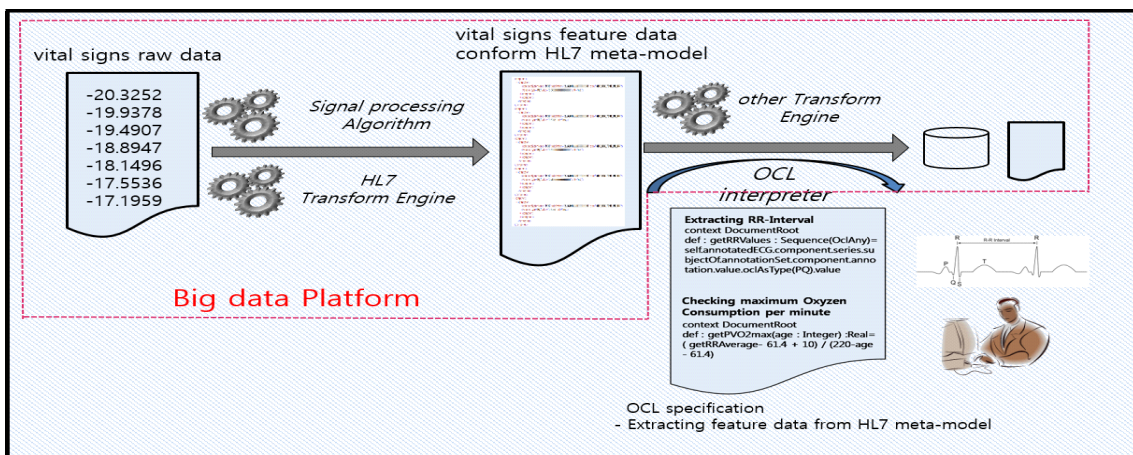 vital signs raw data
-20.3252
-19.9378
-19.4907
-18.8947
-18.1496
-17.5536
-17.1959
Signal processing
Algorithm
HL7
Transform Engine
vital signs feature data
conform HL7 meta-model
other Transform
Engine
OCL
interpreter
Big data Platform
Extracting RR-Interval
context DocumentRoot
def : getRRValues : Sequence(OclAny)=
self.annotatedECG.component.series.su
bjectOf.annotationSet.component.anno
tation.value.oclAsType(PQ).value
Checking maximum Oxyzen
Consumption per minute
context DocumentRoot
def : getPVO2max(age : Integer) :Real=
( getRRAverage- 61.4 + 10) / (220-age
- 61.4)
R
R
R-R Interval
P
T
Q
S
OCL specification
- Extracting feature data from HL7 meta-model